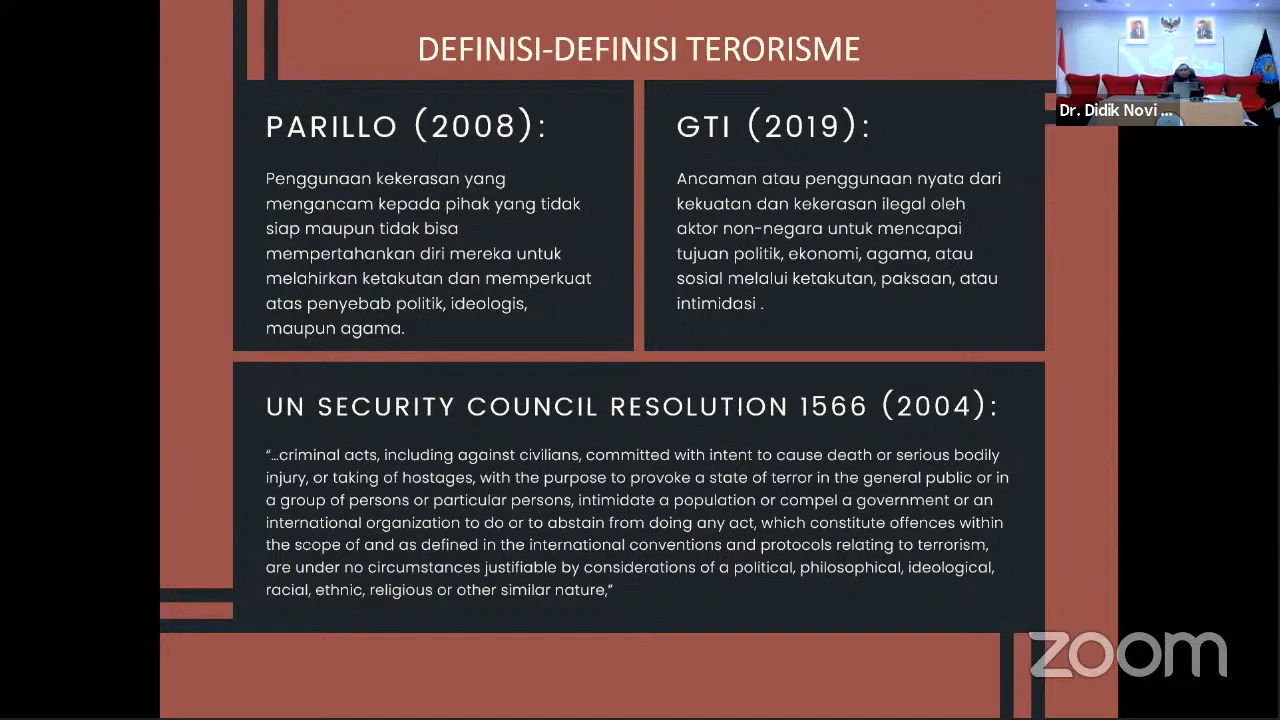 DEFINISI-DEFINISI TERORISME
Dr. Didik Novi ...
PARILLO (2008):
Penggunaan kekerasan yang
mengancam kepada pihak yang tidak
siap maupun tidak bisa
mempertahankan diri mereka untuk
melahirkan ketakutan dan memperkuat
atas penyebab politik, ideologis,
maupun agama.
GTI (2019):
Ancaman atau penggunaan nyata dari
kekuatan dan kekerasan ilegal oleh
aktor non-negara untuk mencapai
tujuan politik, ekonomi, agama, atau
sosial melalui ketakutan, paksaan, atau
intimidasi .
UN SECURITY COUNCIL RESOLUTION 1566 (2004):
“…criminal acts, including against civilians, committed with intent to cause death or serious bodily
injury, or taking of hostages, with the purpose to provoke a state of terror in the general public or in
a group of persons or particular persons, intimidate a population or compel a government or an
international organization to do or to abstain from doing any act, which constitute offences within
the scope of and as defined in the international conventions and protocols relating to terrorism,
are under no circumstances justifiable by considerations of a political, philosophical, ideological,
racial, ethnic, religious or other similar nature,”
zoom